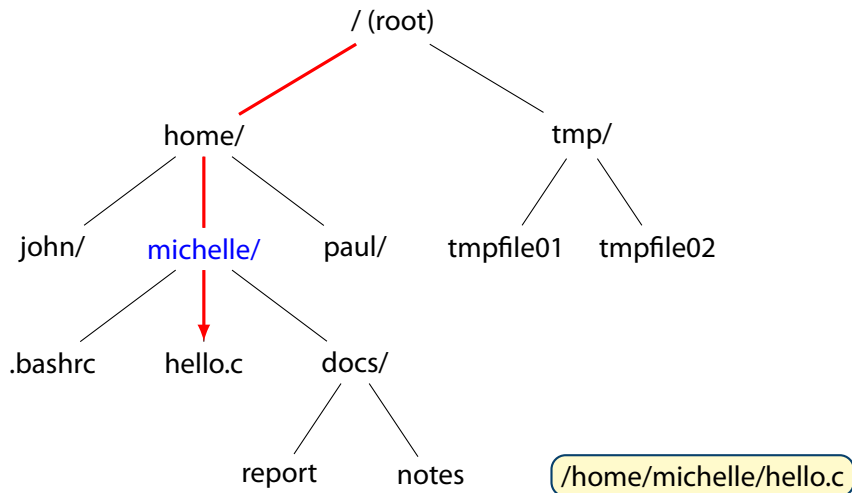 / (root)
home/ tmp/
john/ michelle/ paul/ tmpfile01 tmpfile02
.bashrc hello.c docs/
report notes /home/michelle/hello.c